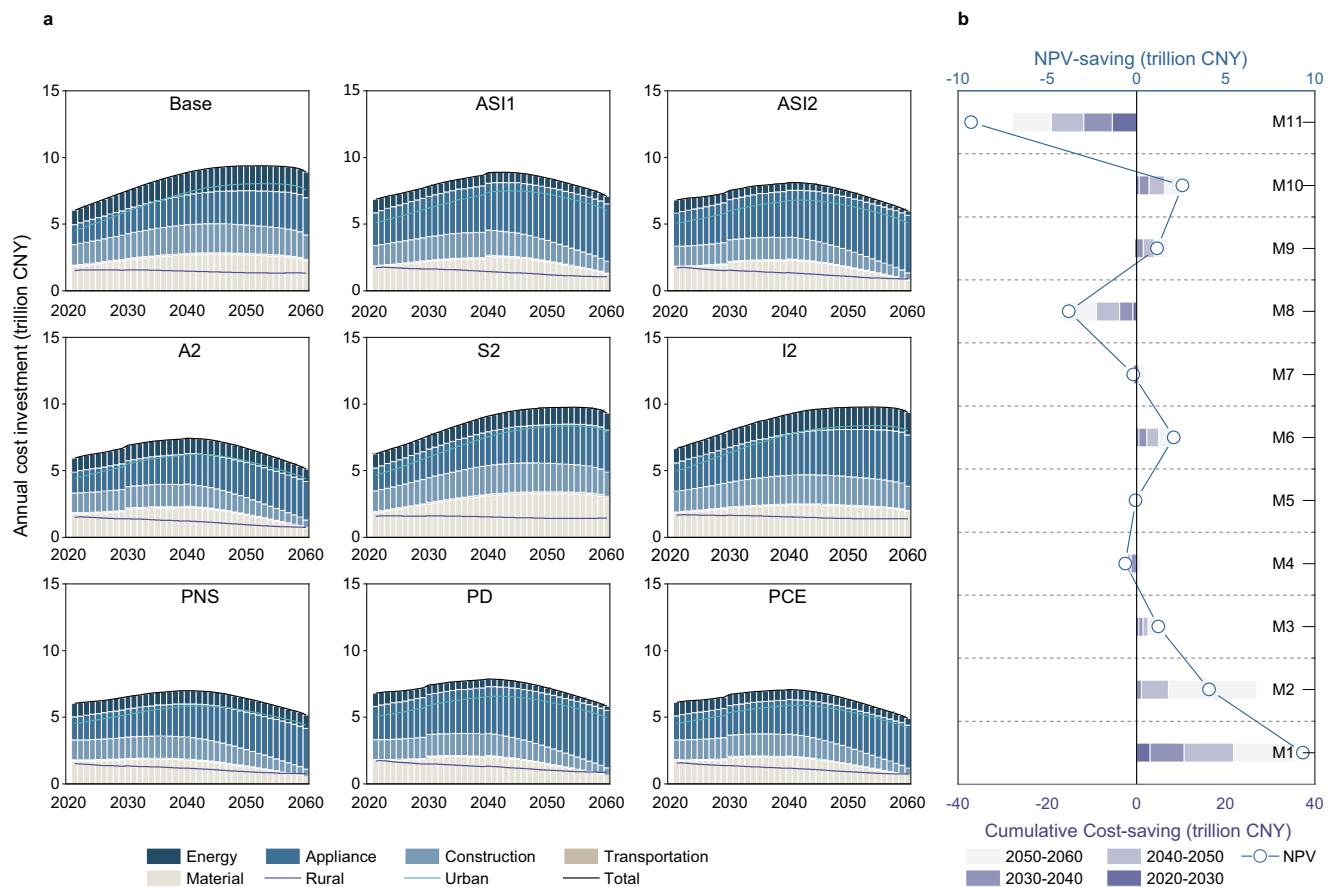 a
b
Annual cost investment (trillion CNY)
Base
15
10
5
0
2020 2030 2040 2050 2060
ASI1
15
10
5
0
2020 2030 2040 2050 2060
ASI2
15
10
5
0
2020 2030 2040 2050 2060
A2
15
10
5
0
2020 2030 2040 2050 2060
S2
15
10
5
0
2020 2030 2040 2050 2060
I2
15
10
5
0
2020 2030 2040 2050 2060
PNS
15
10
5
0
2020 2030 2040 2050 2060
PD
15
10
5
0
2020 2030 2040 2050 2060
PCE
15
10
5
0
2020 2030 2040 2050 2060
Energy Appliance Construction Transportation
Material Rural Urban Total
NPV-saving (trillion CNY)
-10 -5 0 5 10
M11
M10
M9
M8
M7
M6
M5
M4
M3
M2
M1
-40 -20 0 20 40
Cumulative Cost-saving (trillion CNY)
2050-2060 2040-2050 NPV
2030-2040 2020-2030